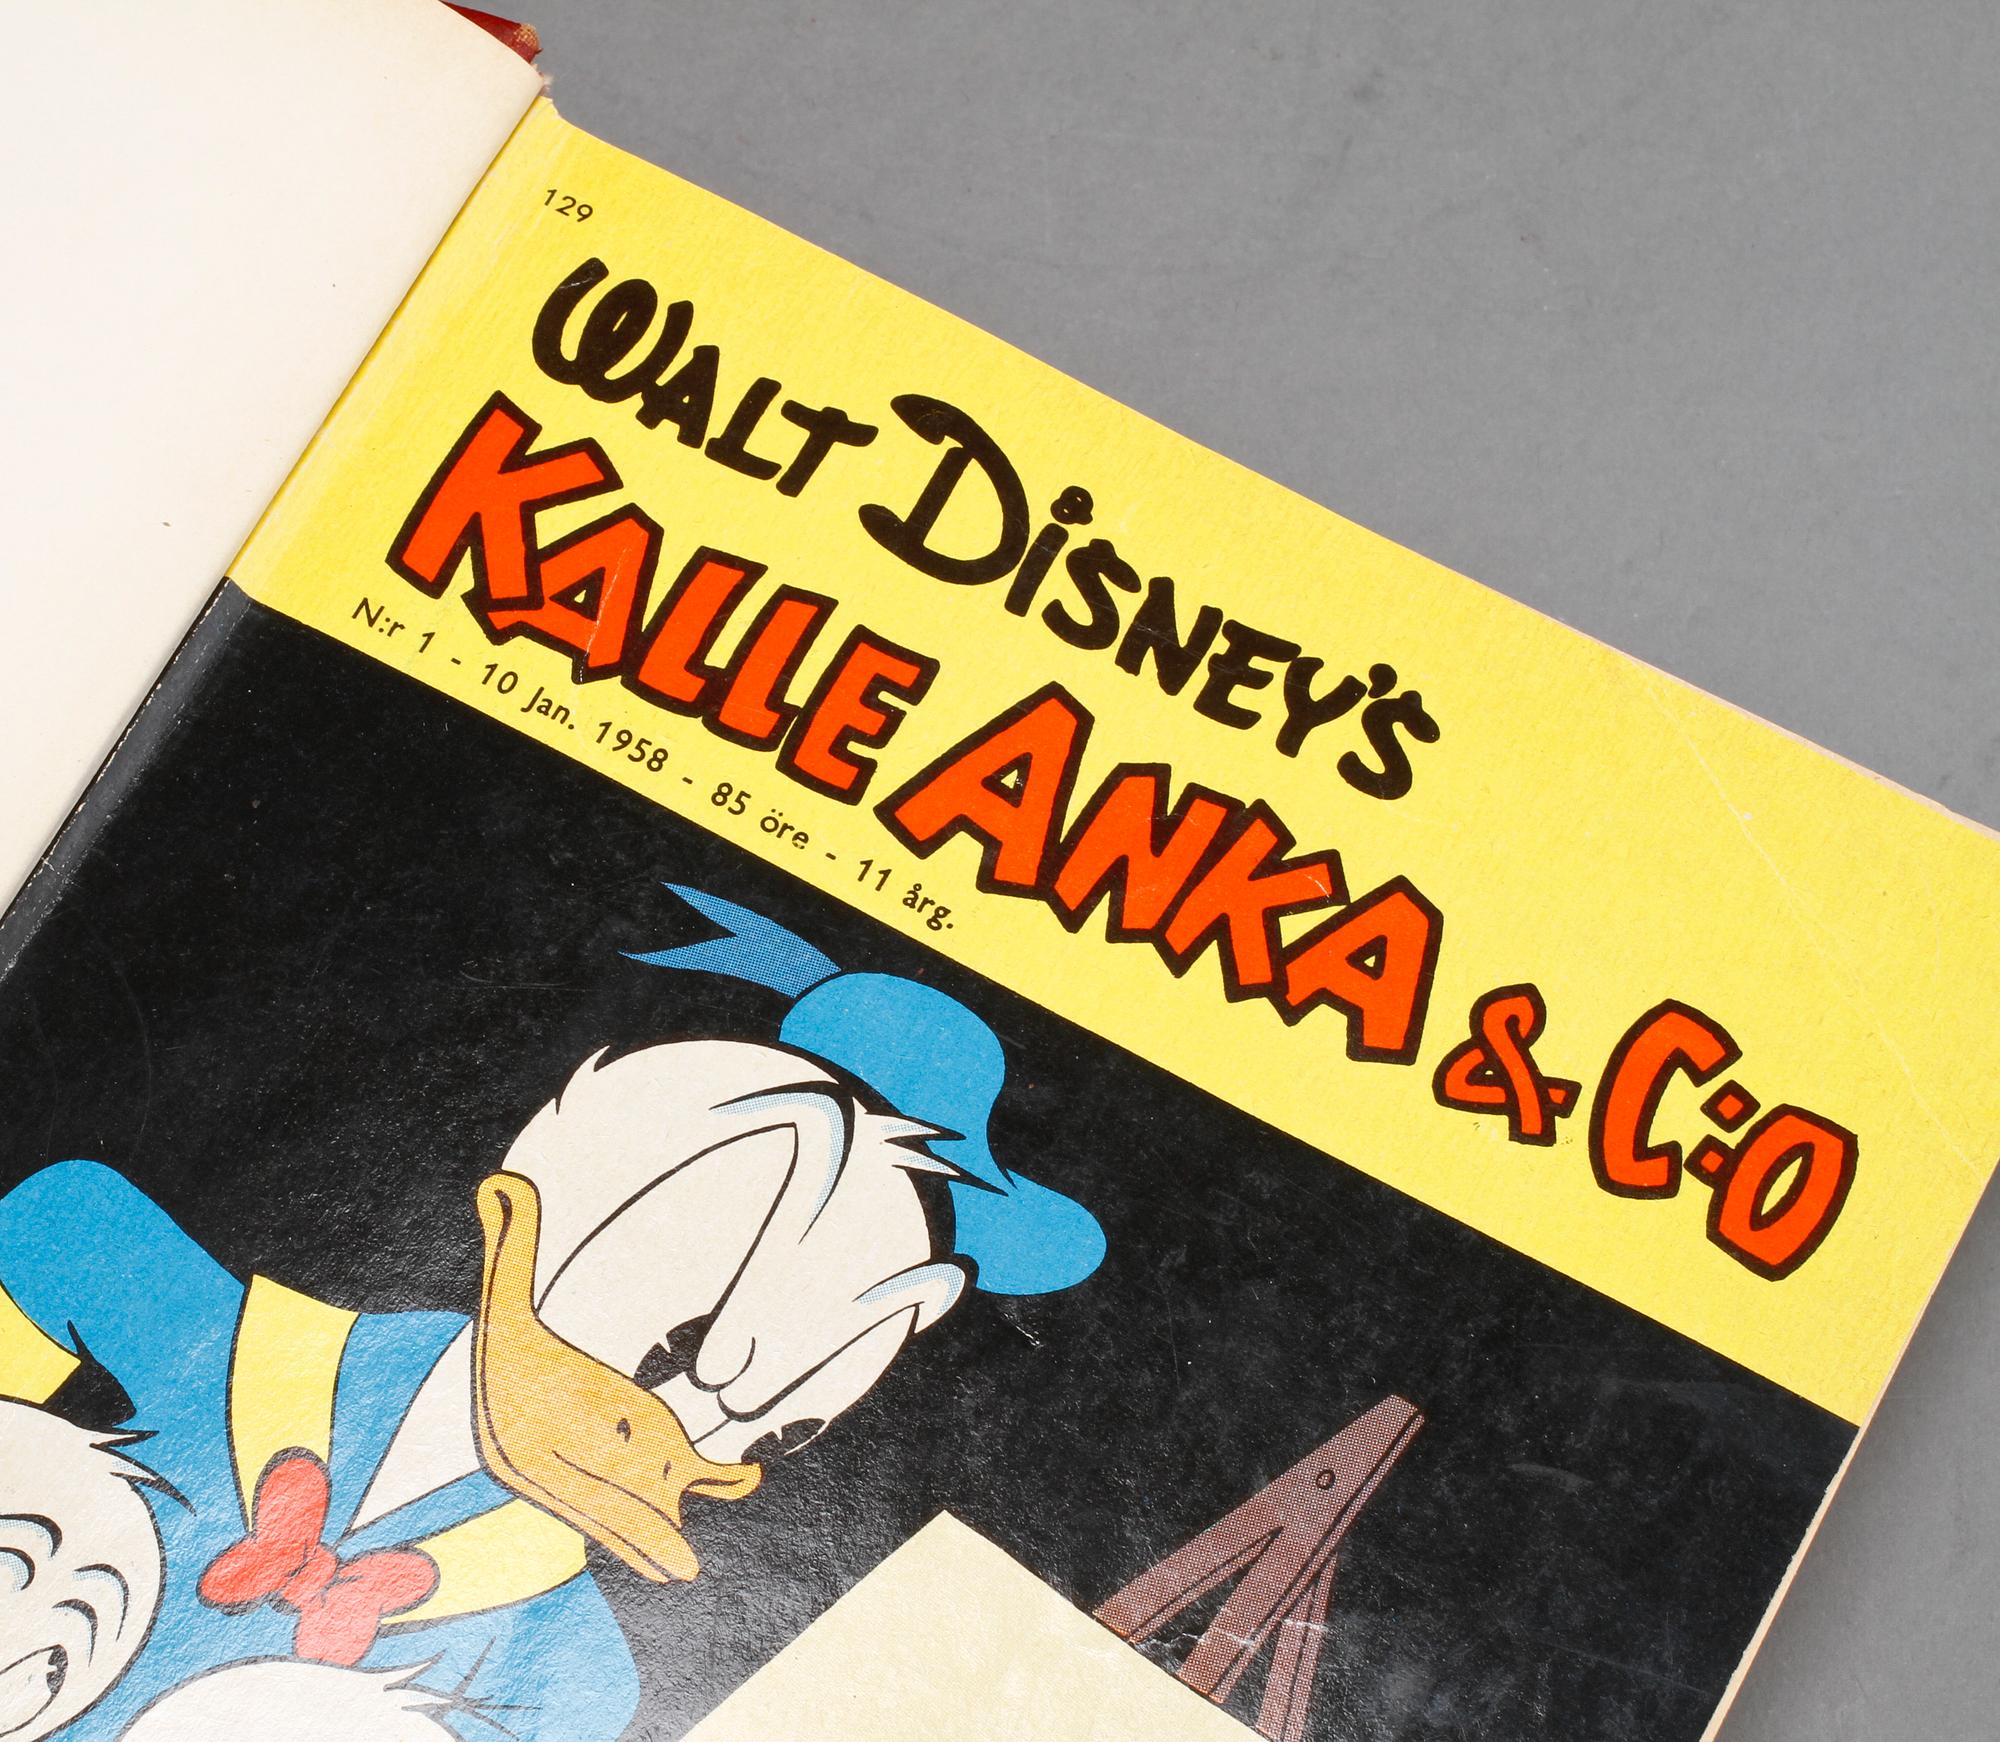 129
WALT DISNEY'S
KALLE ANKA & C:O
N:r 1 - 10 jan. 1958 - 85 öre - 11 årg.